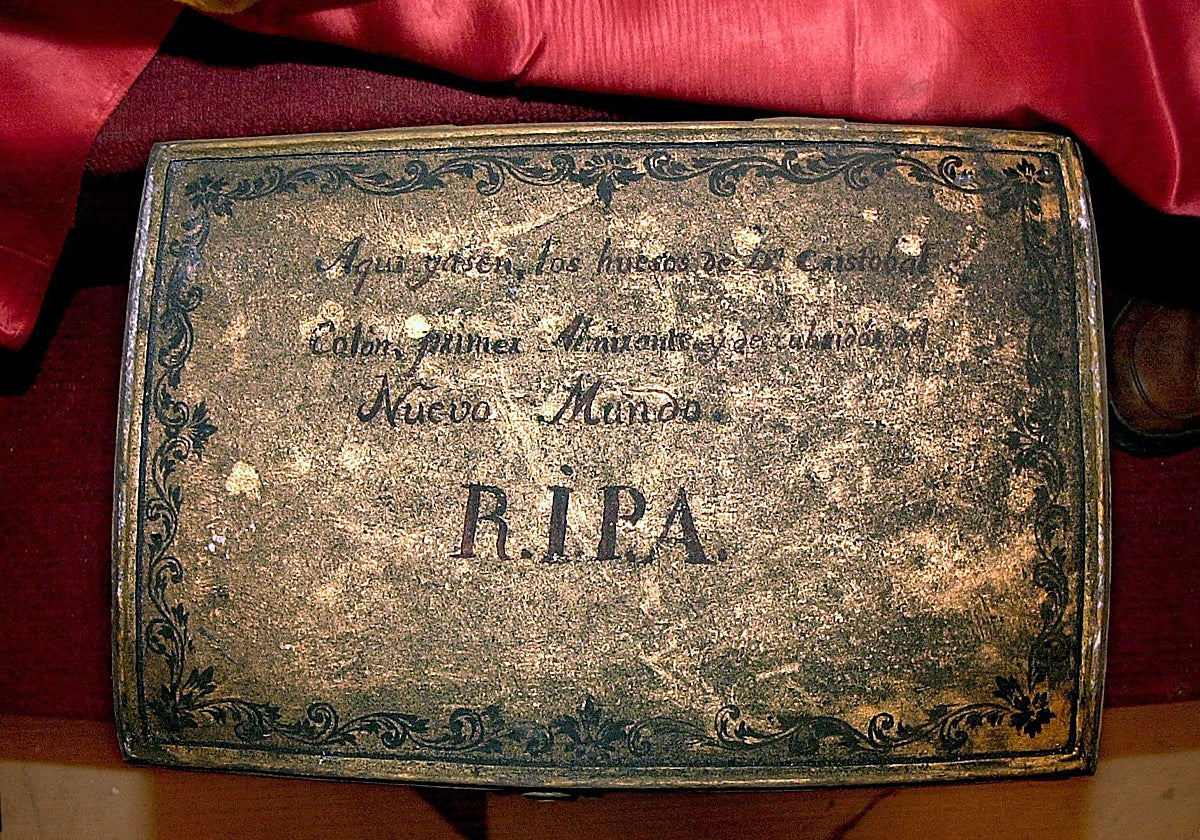 Aqui yasen, los huesos de Dⁿ Cristobal
Colon, primer Almirante y descubridor del
Nuevo Mundo.
R.I.P.A.